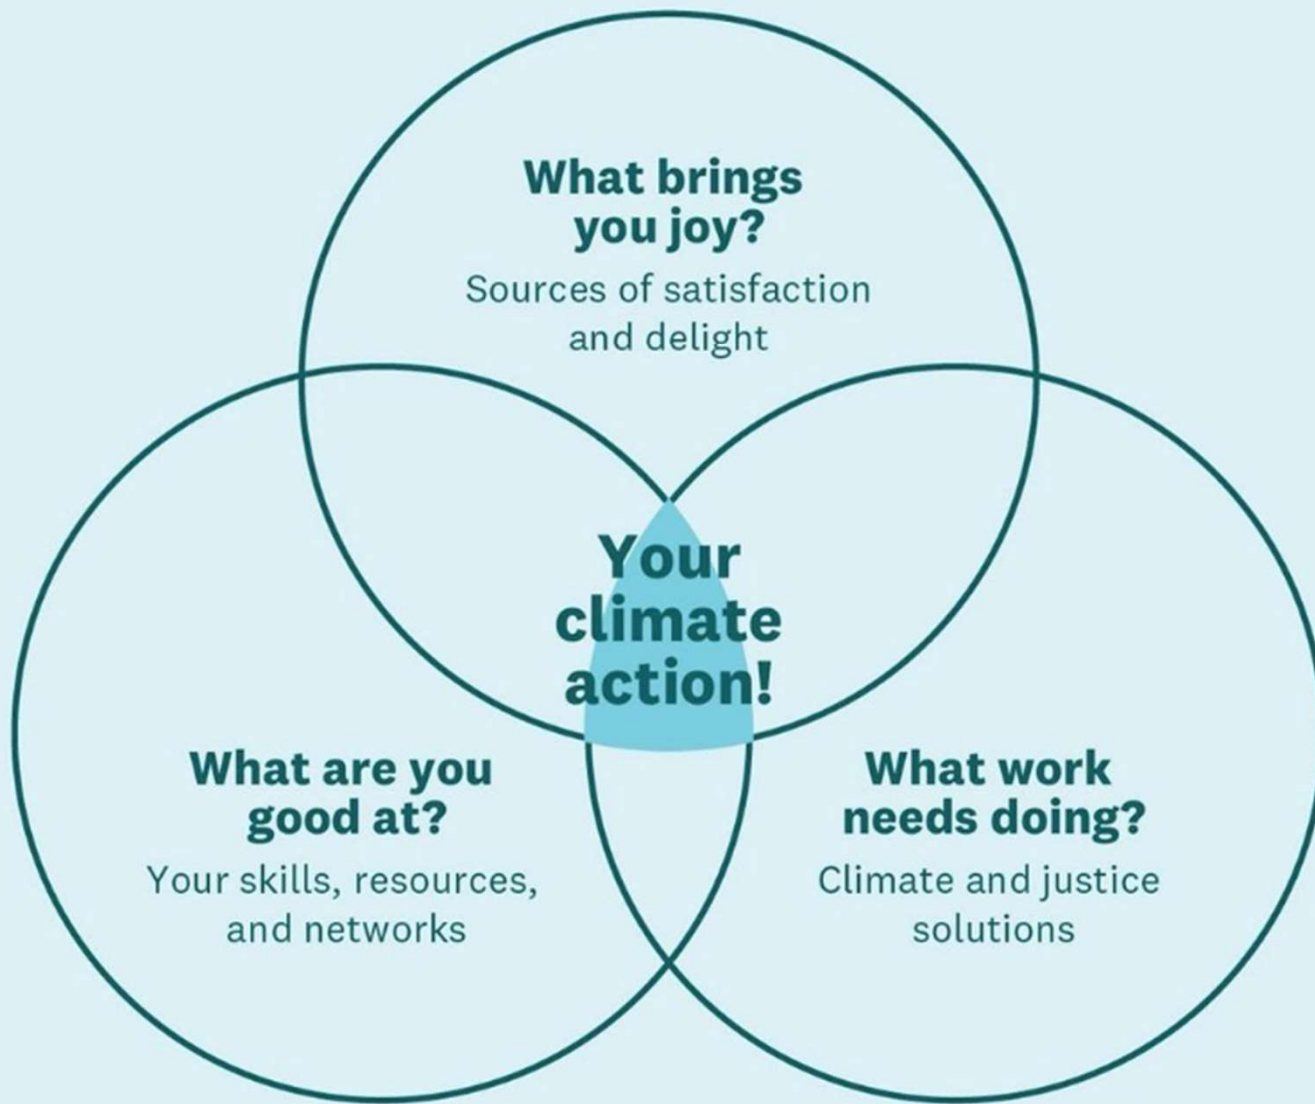 What brings
you joy?
Sources of satisfaction
and delight
Your
climate
action!
What are you
good at?
Your skills, resources,
and networks
What work
needs doing?
Climate and justice
solutions